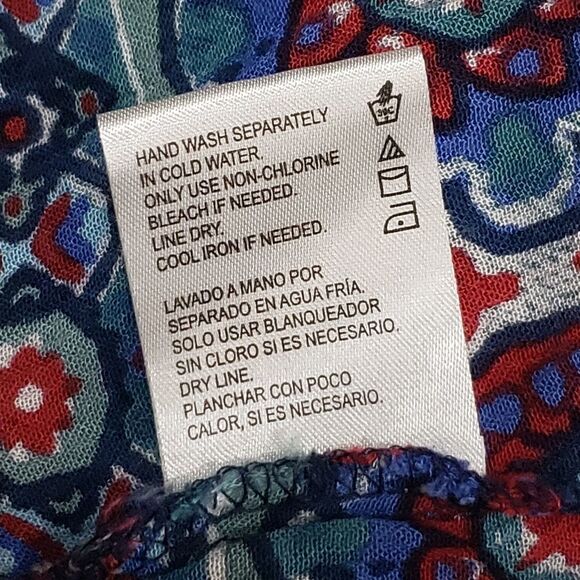 HAND WASH SEPARATELY
IN COLD WATER.
ONLY USE NON-CHLORINE
BLEACH IF NEEDED.
LINE DRY.
COOL IRON IF NEEDED.
LAVADO A MANO POR
SEPARADO EN AGUA FRÍA.
SOLO USAR BLANQUEADOR
SIN CLORO SI ES NECESARIO.
DRY LINE.
PLANCHAR CON POCO
CALOR, SI ES NECESARIO.
30C